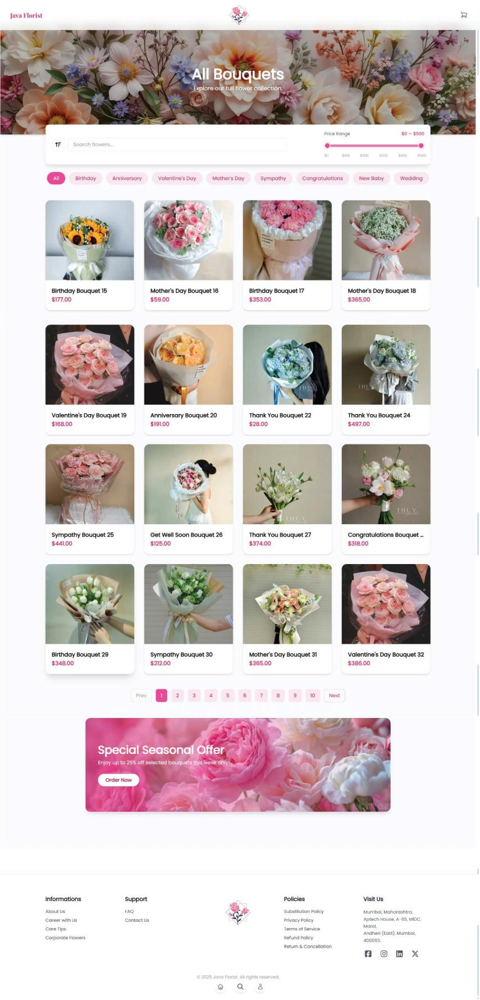 Java Florist
All Bouquets
Explore our full flower collection.
Search flowers...
Price Range
$0 — $500
$0 $100 $200 $300 $400 $500
All Birthday Anniversary Valentine's Day Mother's Day Sympathy Congratulations New Baby Wedding
THUY
Birthday Bouquet 15
$177.00
Mother's Day Bouquet 16
$59.00
Birthday Bouquet 17
$353.00
Mother's Day Bouquet 18
$365.00
Valentine's Day Bouquet 19
$168.00
Anniversary Bouquet 20
$191.00
THUY
Thank You Bouquet 22
$28.00
Thank You Bouquet 24
$497.00
Sympathy Bouquet 25
$441.00
Get Well Soon Bouquet 26
$125.00
THUY
Thank You Bouquet 27
$374.00
THUY
Congratulations Bouquet ...
$318.00
Birthday Bouquet 29
$348.00
Sympathy Bouquet 30
$212.00
Mother's Day Bouquet 31
$365.00
Valentine's Day Bouquet 32
$386.00
Prev 1 2 3 4 5 6 7 8 9 10 Next
Special Seasonal Offer
Enjoy up to 25% off selected bouquets this week only!
Order Now
Informations
About Us
Career with Us
Care Tips
Corporate Flowers
Support
FAQ
Contact Us
Policies
Substitution Policy
Privacy Policy
Terms of Service
Refund Policy
Return & Cancellation
Visit Us
Mumbai, Maharashtra,
Aptech House, A-65, MIDC,
Marol,
Andheri (East), Mumbai,
400093.
© 2025 Java Florist. All rights reserved.